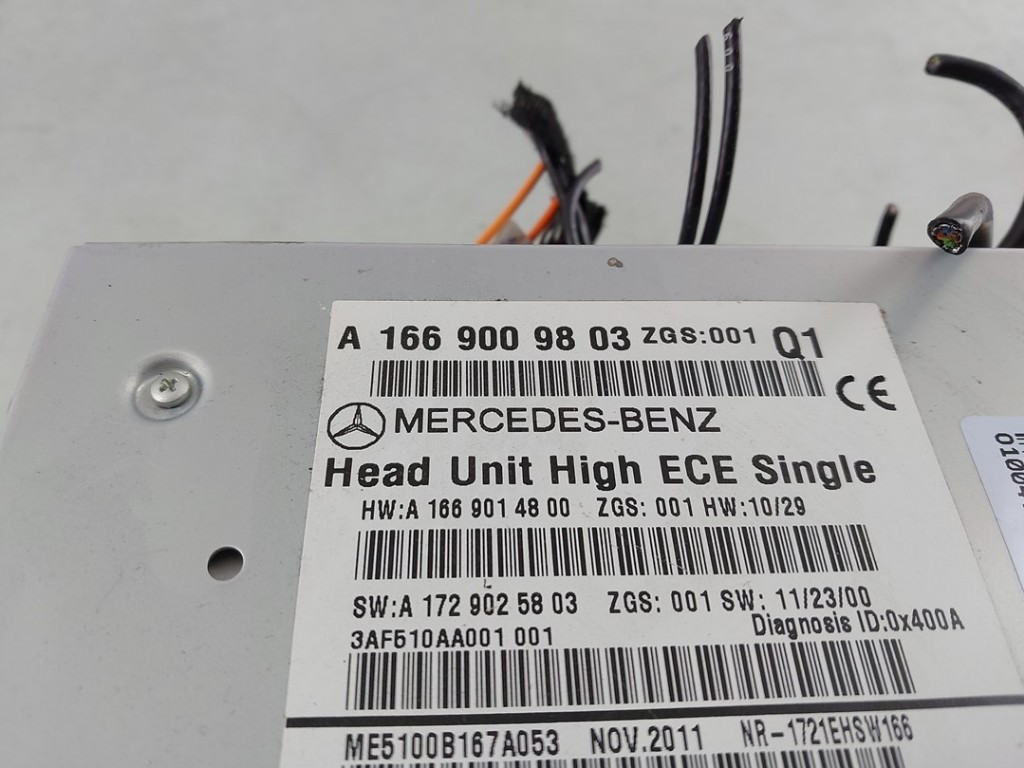 A 166 900 98 03 ZGS:001 Q1
CE
MERCEDES-BENZ
Head Unit High ECE Single
HW:A 166 901 48 00 ZGS: 001 HW:10/29
SW:A 172 902 58 03 ZGS: 001 SW: 11/23/00
Diagnosis ID:0x400A
3AF510AA001 001
ME5100B167A053 NOV.2011 NR-1721EHSW166